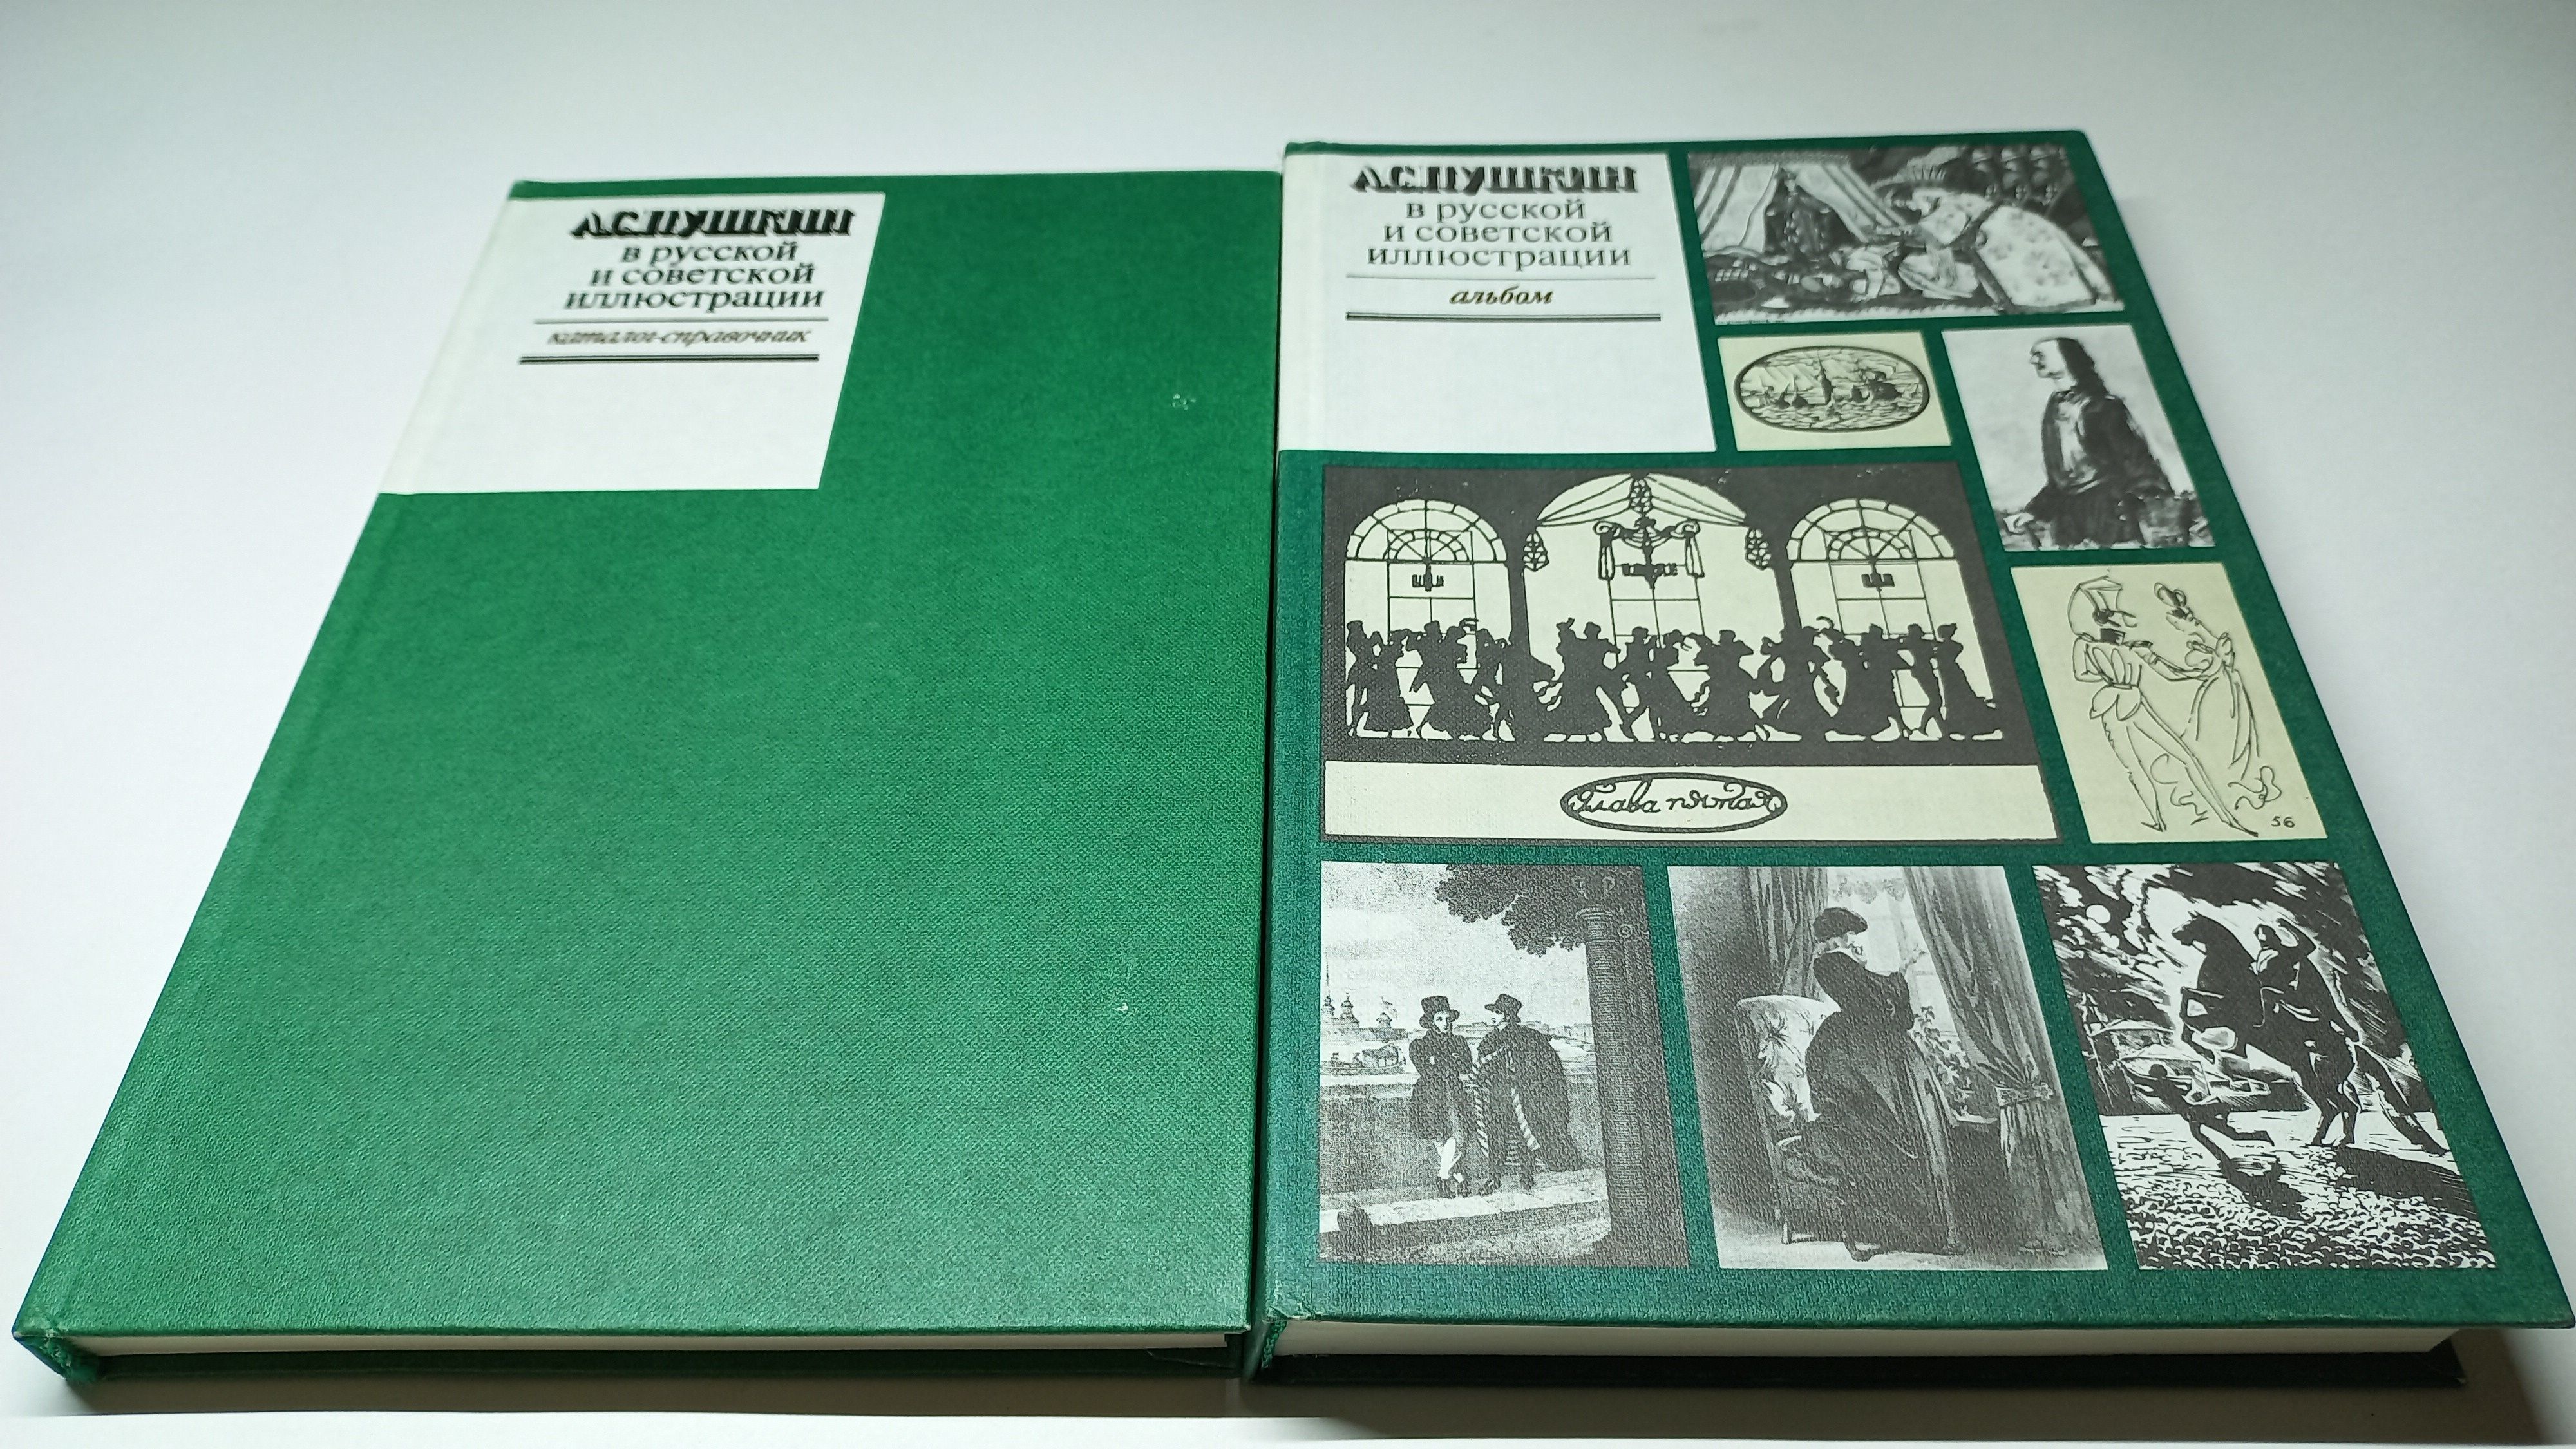 А.С.ПУШКИН
в русской
и советской
иллюстрации
каталог-справочник
А.С.ПУШКИН
в русской
и советской
иллюстрации
альбом
глава пятая
56